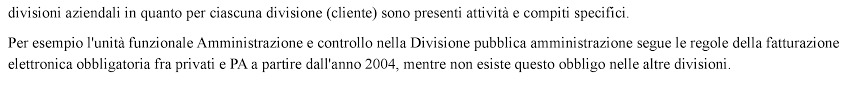 divisioni aziendali in quanto per ciascuna divisione (cliente) sono presenti attività e compiti specifici.
Per esempio l'unità funzionale Amministrazione e controllo nella Divisione pubblica amministrazione segue le regole della fatturazione
elettronica obbligatoria fra privati e PA a partire dall'anno 2004, mentre non esiste questo obbligo nelle altre divisioni.